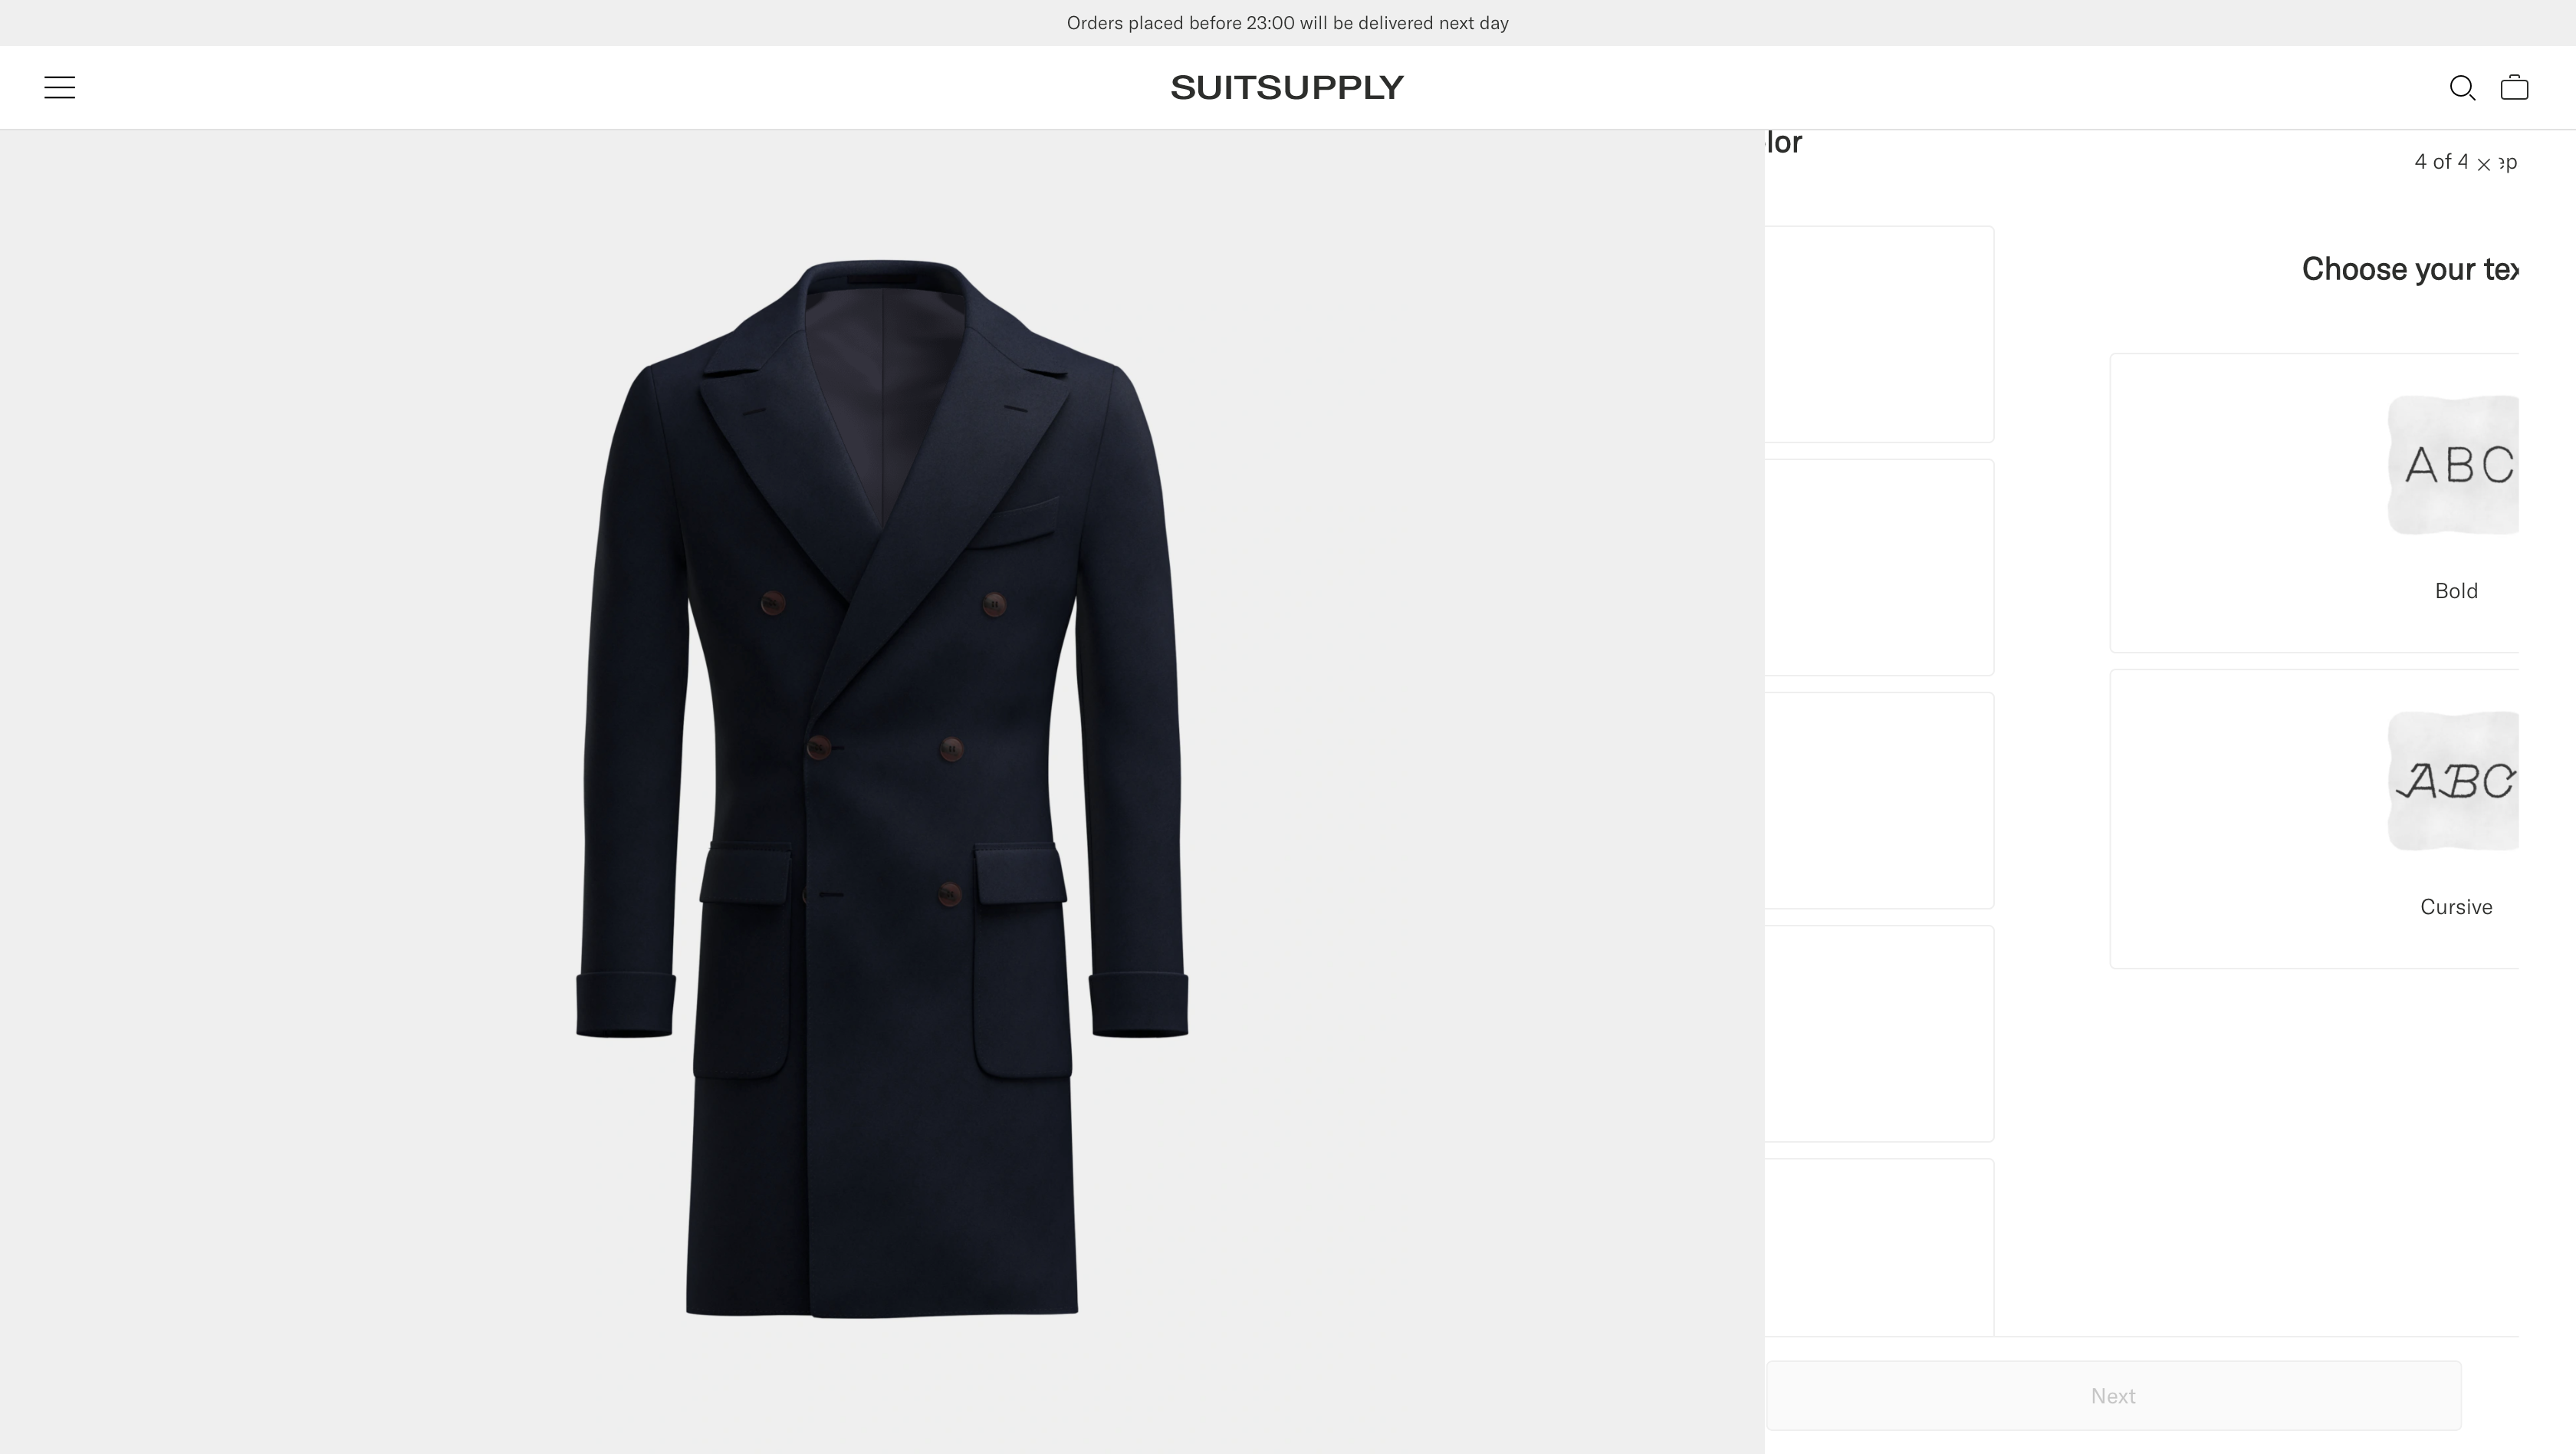 Orders placed before 23:00 will be delivered next day
SUITSUPPLY
lor
4 of 4
ep
Choose your tex
ABC
Bold
ABC
Cursive
Next